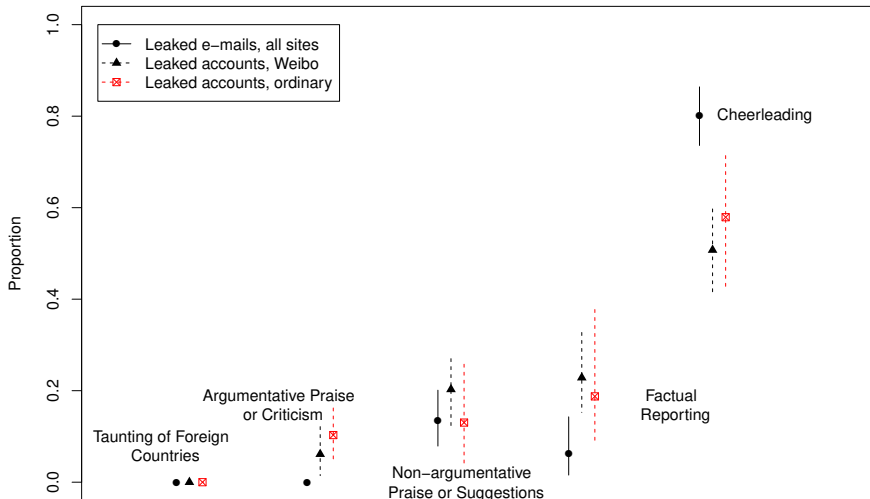 Leaked e−mails, all sites
Leaked accounts, Weibo
Leaked accounts, ordinary
Proportion
1.0
0.8
0.6
0.4
0.2
0.0
Cheerleading
Argumentative Praise
or Criticism
Factual
Reporting
Taunting of Foreign
Countries
Non−argumentative
Praise or Suggestions